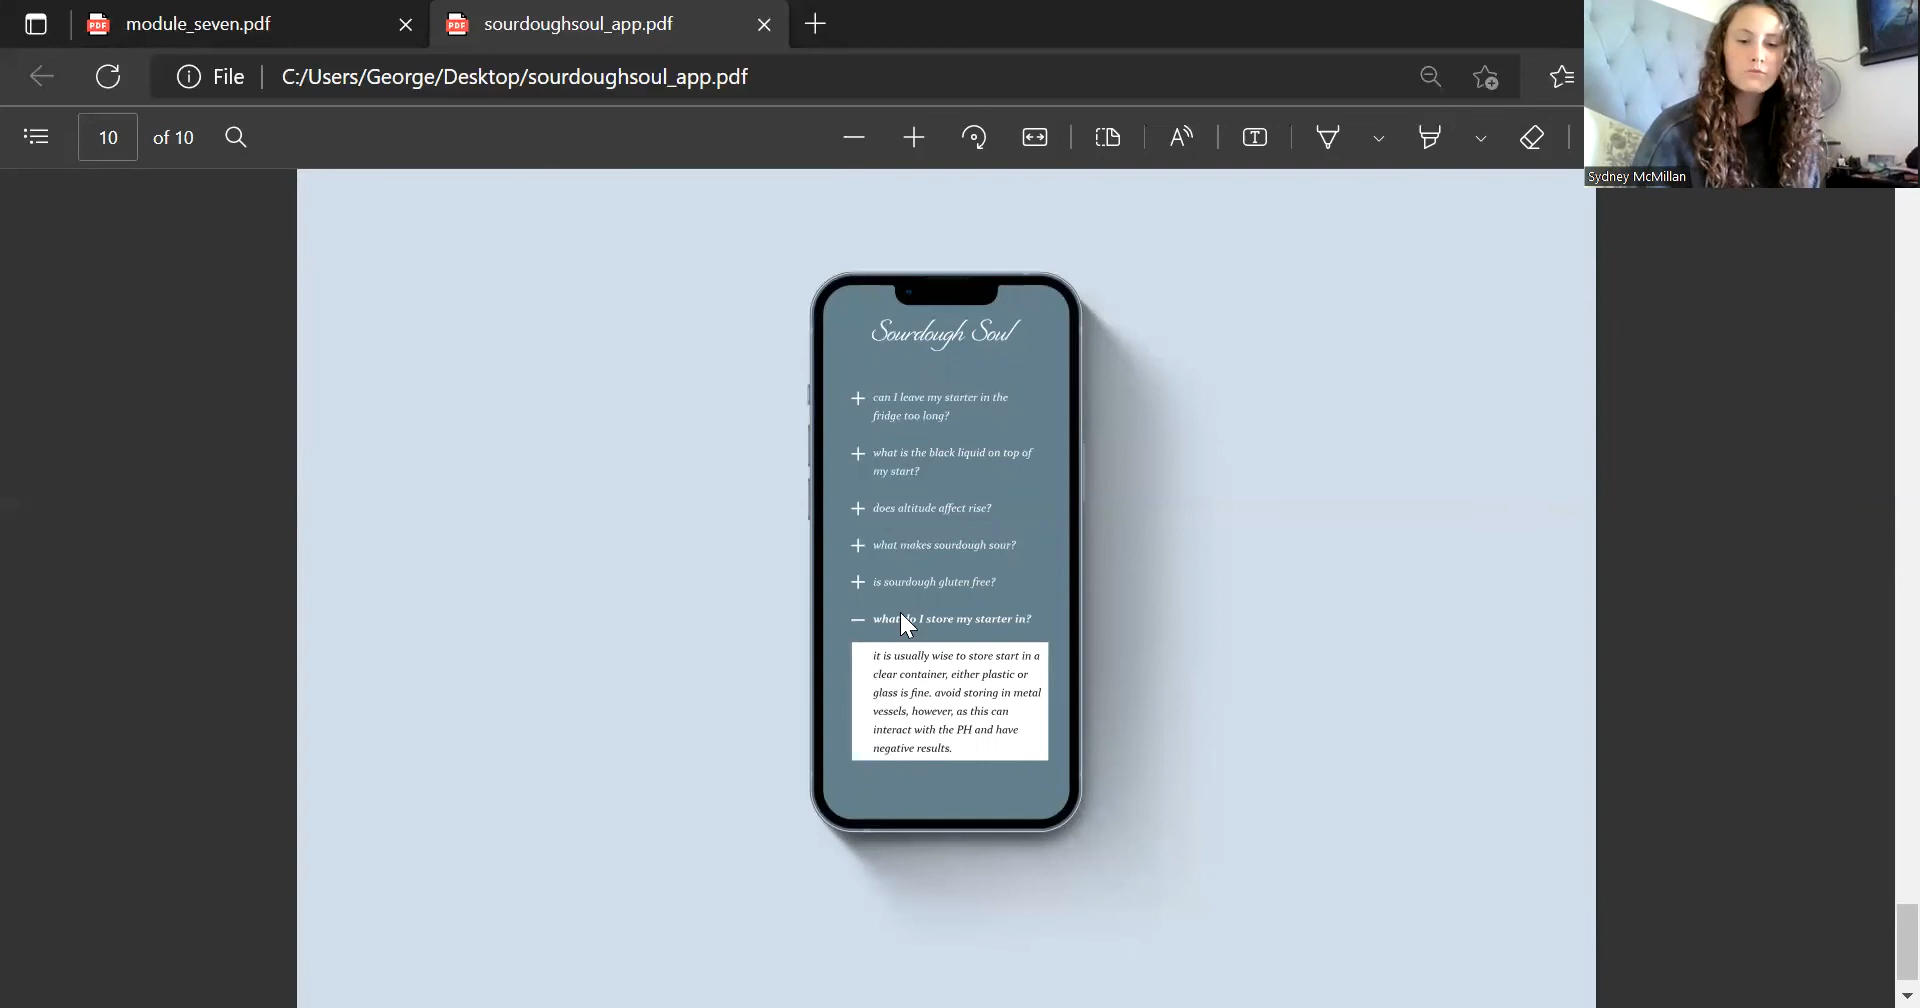 module_seven.pdf
sourdoughsoul_app.pdf
File
C:/Users/George/Desktop/sourdoughsoul_app.pdf
10 of 10
Sydney McMillan
Sourdough Soul
can I leave my starter in the
fridge too long?
what is the black liquid on top of
my start?
does altitude affect rise?
what makes sourdough sour?
is sourdough gluten free?
what do I store my starter in?
it is usually wise to store start in a
clear container, either plastic or
glass is fine. avoid storing in metal
vessels, however, as this can
interact with the PH and have
negative results.